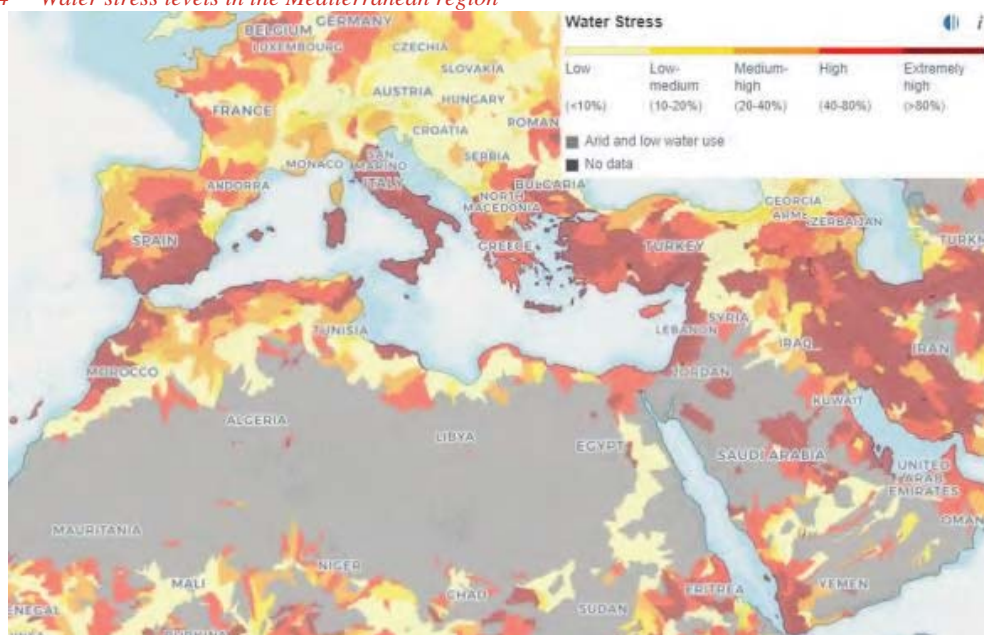 4 Water stress levels in the Mediterranean region
Water Stress
Low
Low-medium
Medium-high
High
Extremely high
(<10%)
(10-20%)
(20-40%)
(40-80%)
(>80%)
Arid and low water use
No data
BELGIUM
GERMANY
LUXEMBOURG
CZECHIA
SLOVAKIA
AUSTRIA
HUNGARY
FRANCE
CROATIA
ROMAN
SERBIA
MONACO
SAN MARINO
ITALY
ANDORRA
BULGARIA
NORTH MACEDONIA
GEORGIA
ARME
ZERBAIJAN
SPAIN
GREECE
TURKEY
TURKM
SYRIA
TUNISIA
LEBANON
IRAQ
IRAN
MOROCCO
JORDAN
KUWAIT
ALGERIA
LIBYA
EGYPT
SAUDI ARABIA
UNITED ARAB EMIRATES
OMAN
MAURITANIA
NIGER
MALI
CHAD
ERITREA
YEMEN
ENEGAL
SUDAN